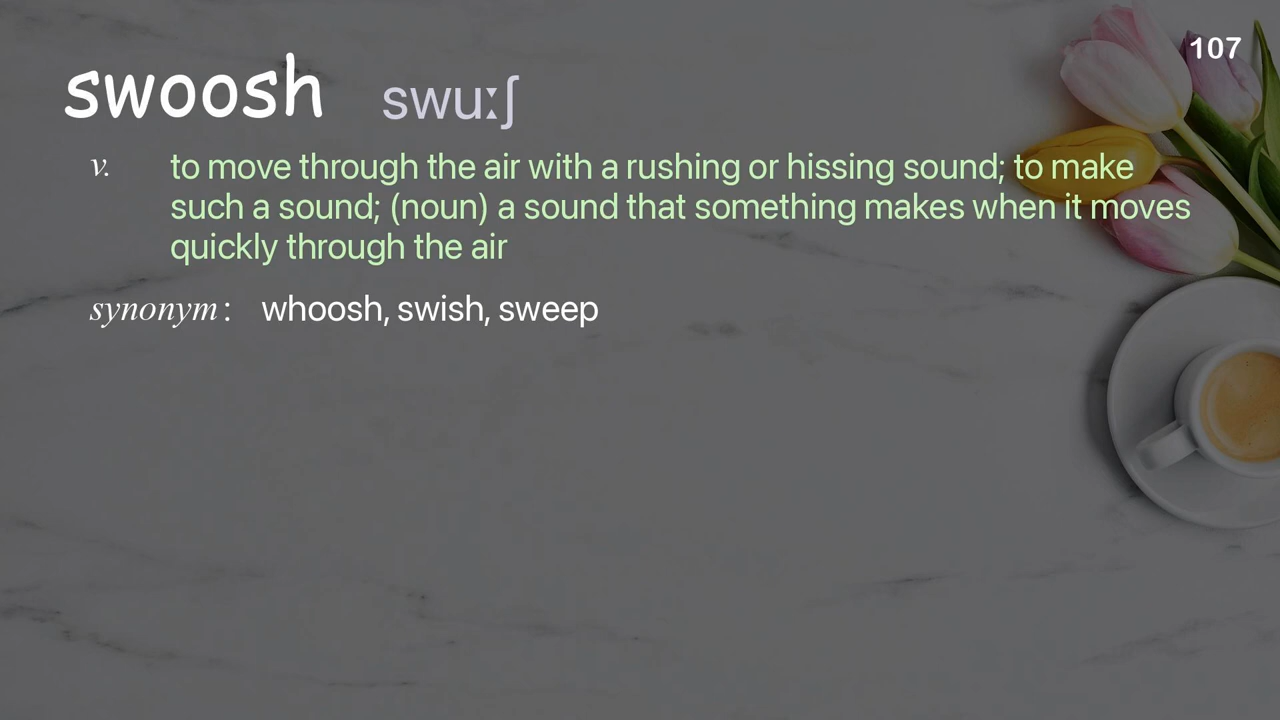 107
swoosh swuːʃ
v. to move through the air with a rushing or hissing sound; to make
such a sound; (noun) a sound that something makes when it moves
quickly through the air
synonym: whoosh, swish, sweep